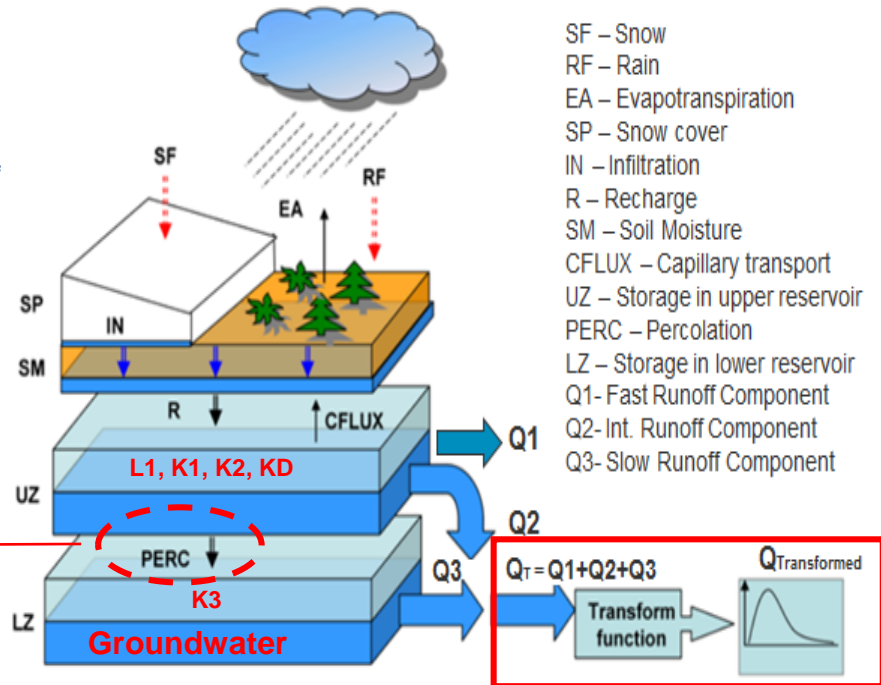 SF
RF
EA
SP
IN
SM
R
CFLUX
Q1
L1, K1, K2, KD
UZ
Q2
PERC
Q3
K3
LZ
Groundwater
QT = Q1+Q2+Q3
Transform
function
QTransformed
SF – Snow
RF – Rain
EA – Evapotranspiration
SP – Snow cover
IN – Infiltration
R – Recharge
SM – Soil Moisture
CFLUX – Capillary transport
UZ – Storage in upper reservoir
PERC – Percolation
LZ – Storage in lower reservoir
Q1- Fast Runoff Component
Q2- Int. Runoff Component
Q3- Slow Runoff Component